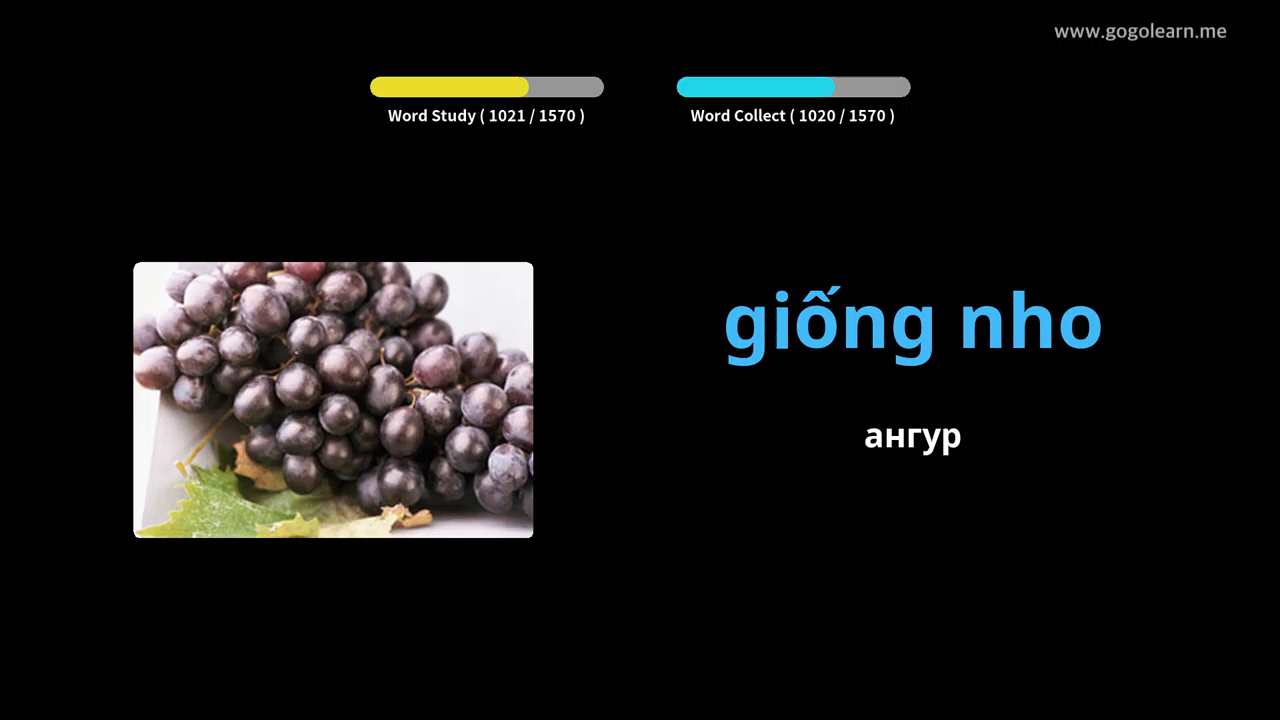 www.gogolearn.me
Word Study ( 1021 / 1570 )
Word Collect ( 1020 / 1570 )
giống nho
ангур